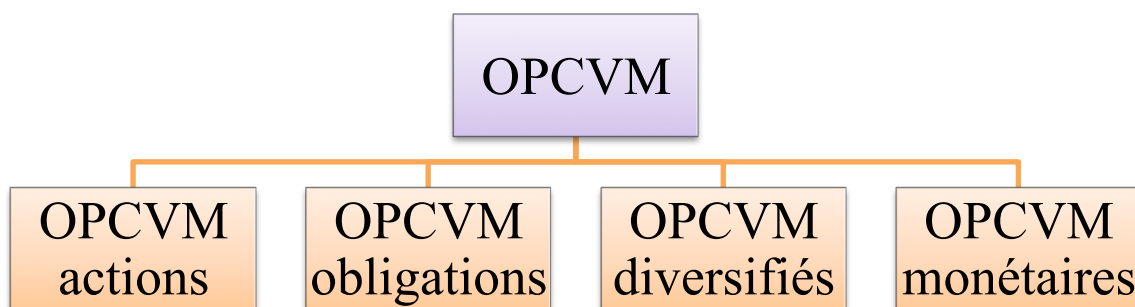 OPCVM
OPCVM
actions
OPCVM
obligations
OPCVM
diversifiés
OPCVM
monétaires